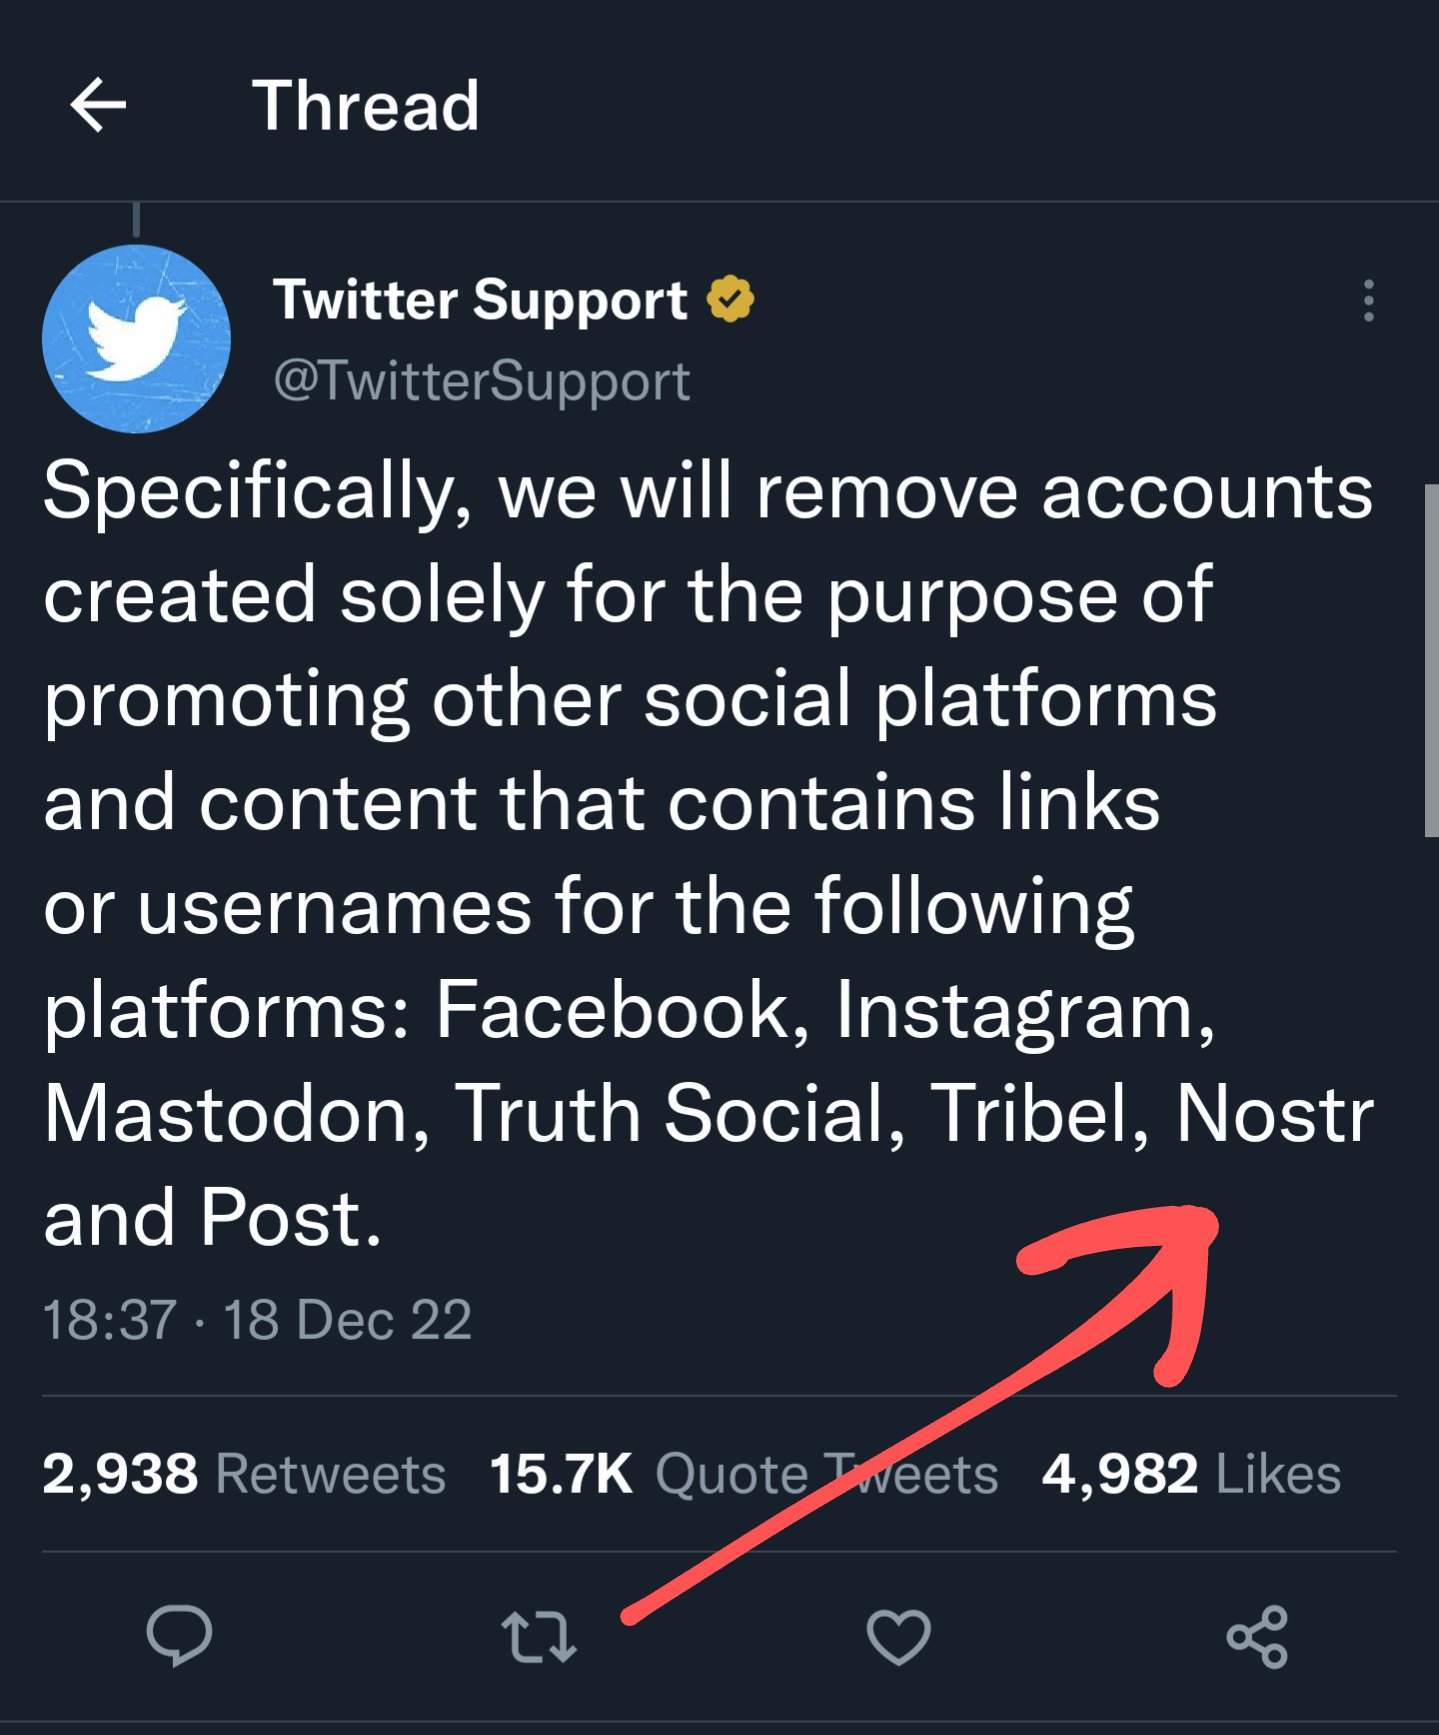 Thread
Twitter Support
@TwitterSupport
Specifically, we will remove accounts
created solely for the purpose of
promoting other social platforms
and content that contains links
or usernames for the following
platforms: Facebook, Instagram,
Mastodon, Truth Social, Tribel, Nostr
and Post.
18:37 · 18 Dec 22
2,938 Retweets 15.7K Quote Tweets 4,982 Likes